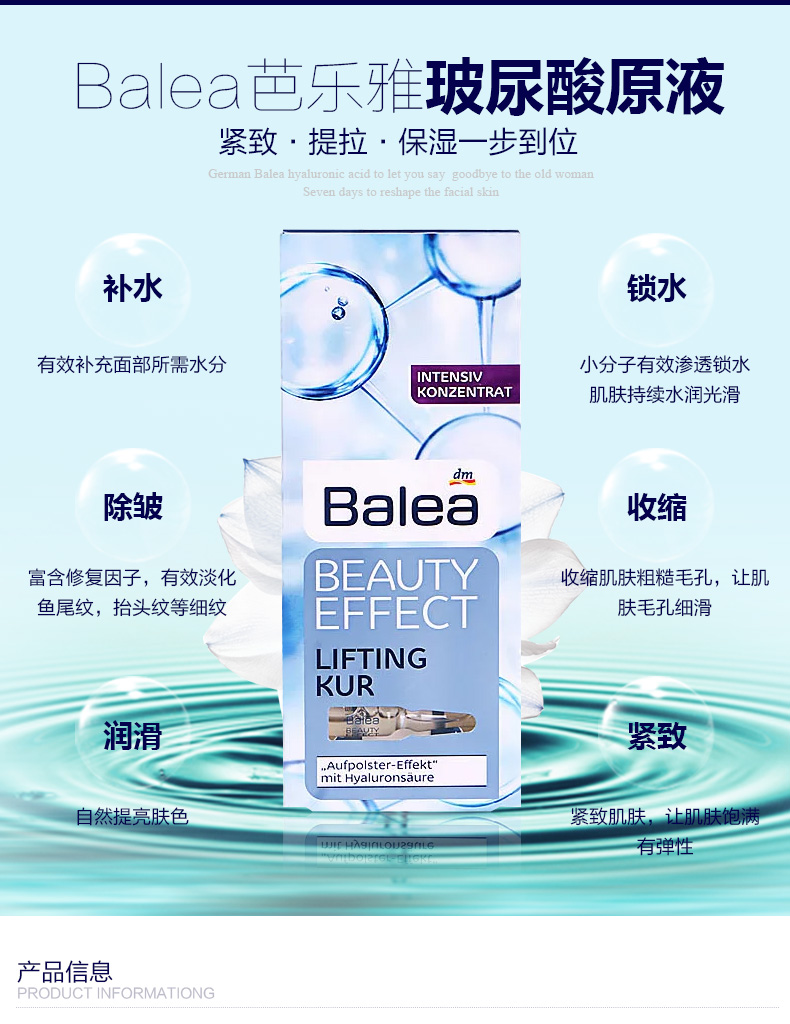 Balea芭乐雅玻尿酸原液
紧致·提拉·保湿一步到位
German Balea hyaluronic acid to let you say goodbye to the old woman
Seven days to reshape the facial skin
补水
有效补充面部所需水分
锁水
小分子有效渗透锁水
肌肤持续水润光滑
INTENSIV
KONZENTRAT
dm
Balea
除皱
富含修复因子，有效淡化
鱼尾纹，抬头纹等细纹
收缩
收缩肌肤粗糙毛孔，让肌
肤毛孔细滑
BEAUTY
EFFECT
LIFTING
KUR
Balea
BEAUTY
EFFECT
„Aufpolster-Effekt“
mit Hyaluronsäure
润滑
自然提亮肤色
紧致
紧致肌肤，让肌肤饱满
有弹性
mit Hyaluronsäure
„Aufpolster-Effekt“
产品信息
PRODUCT INFORMATIONG